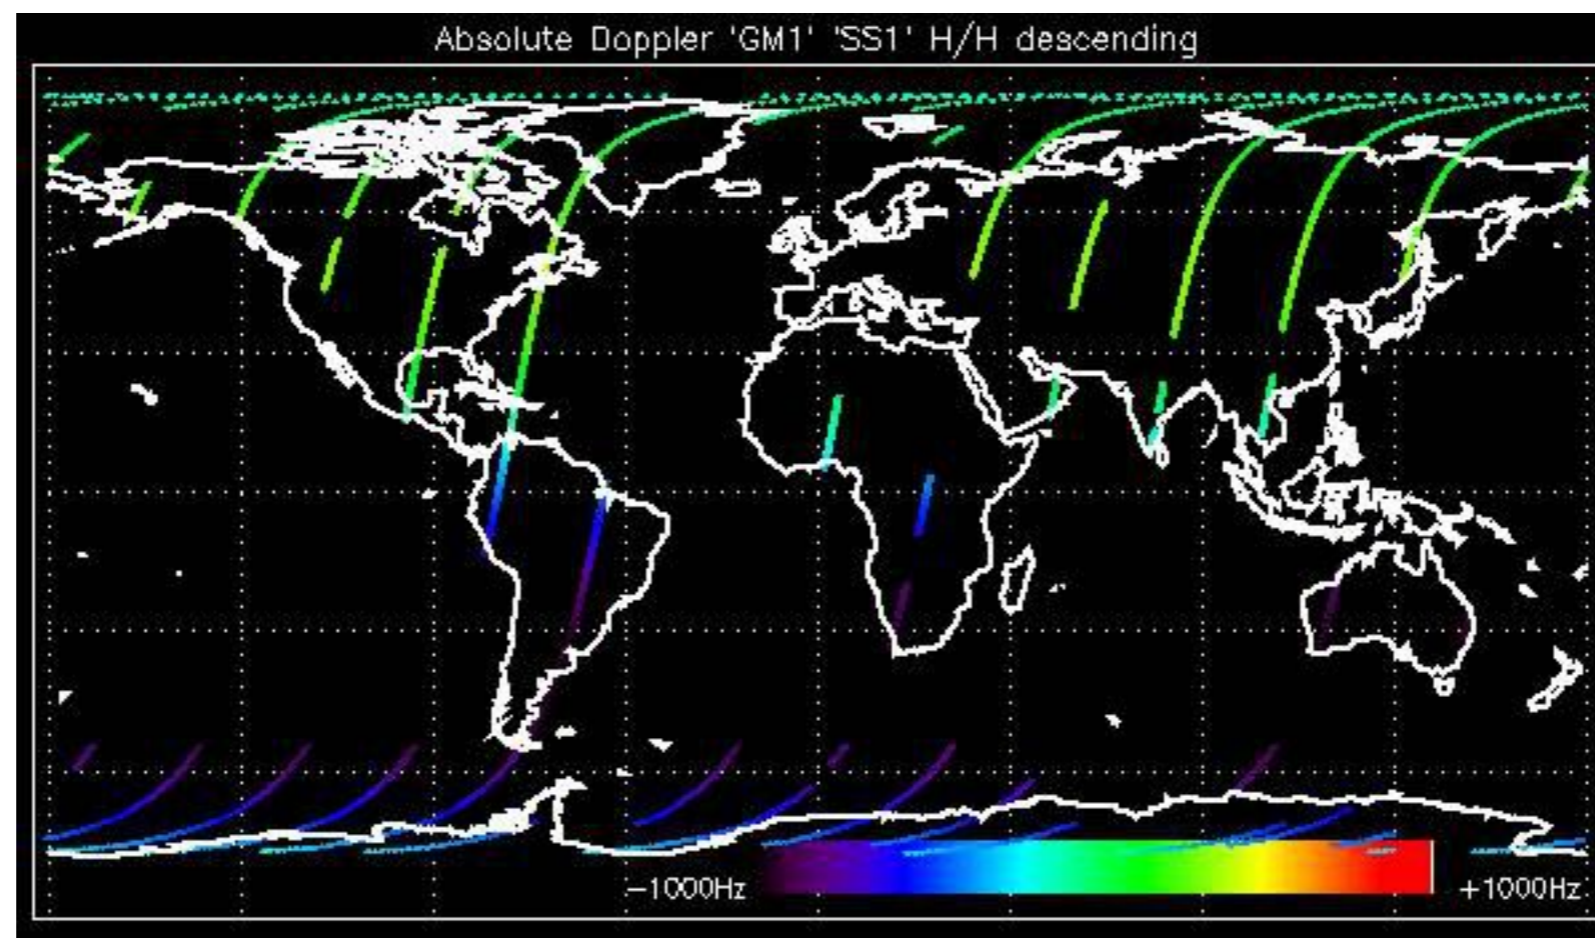 Absolute Doppler 'GM1' 'SS1' H/H descending
−1000Hz
+1000Hz